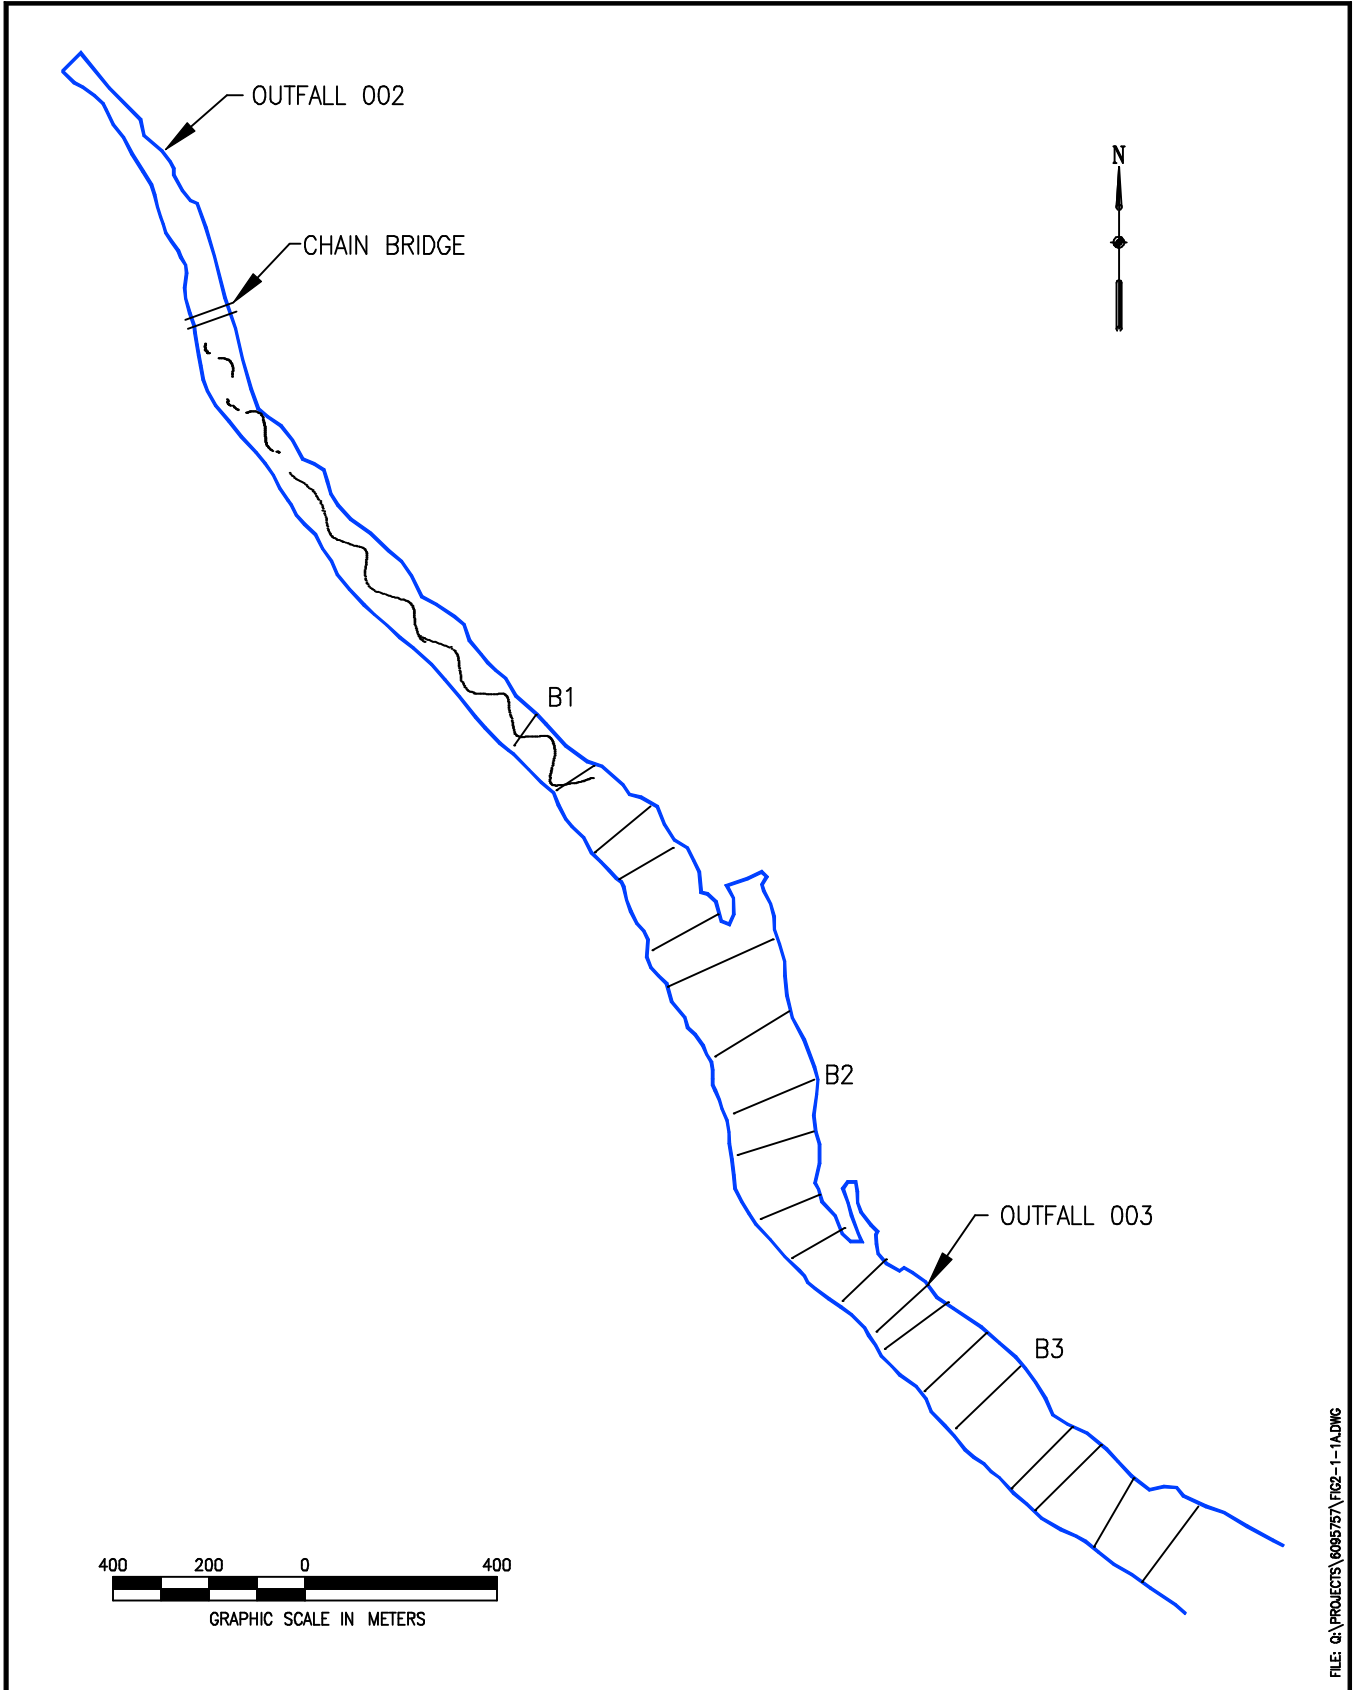 OUTFALL 002
N
CHAIN BRIDGE
B1
B2
OUTFALL 003
B3
400 200 0 400
GRAPHIC SCALE IN METERS
FILE: Q:\PROJECTS\6095757\FIG2-1-1A.DWG